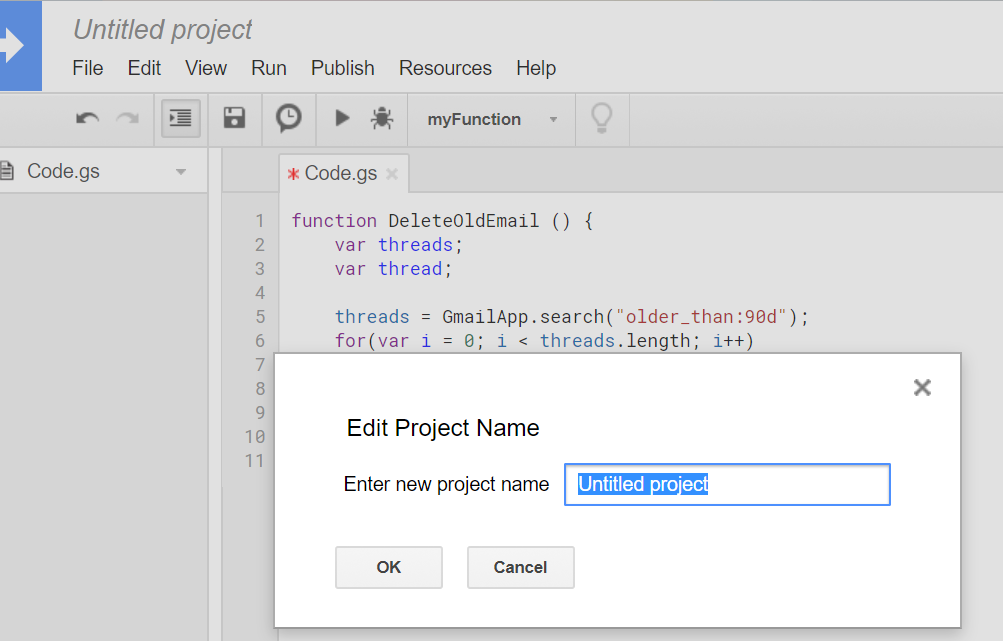 Untitled project
File Edit View Run Publish Resources Help
myFunction
Code.gs
* Code.gs
1 function DeleteOldEmail () {
2 var threads;
3 var thread;
4
5 threads = GmailApp.search("older_than:90d");
6 for(var i = 0; i < threads.length; i++)
7
8
9
10
11
Edit Project Name
Enter new project name Untitled project
OK Cancel